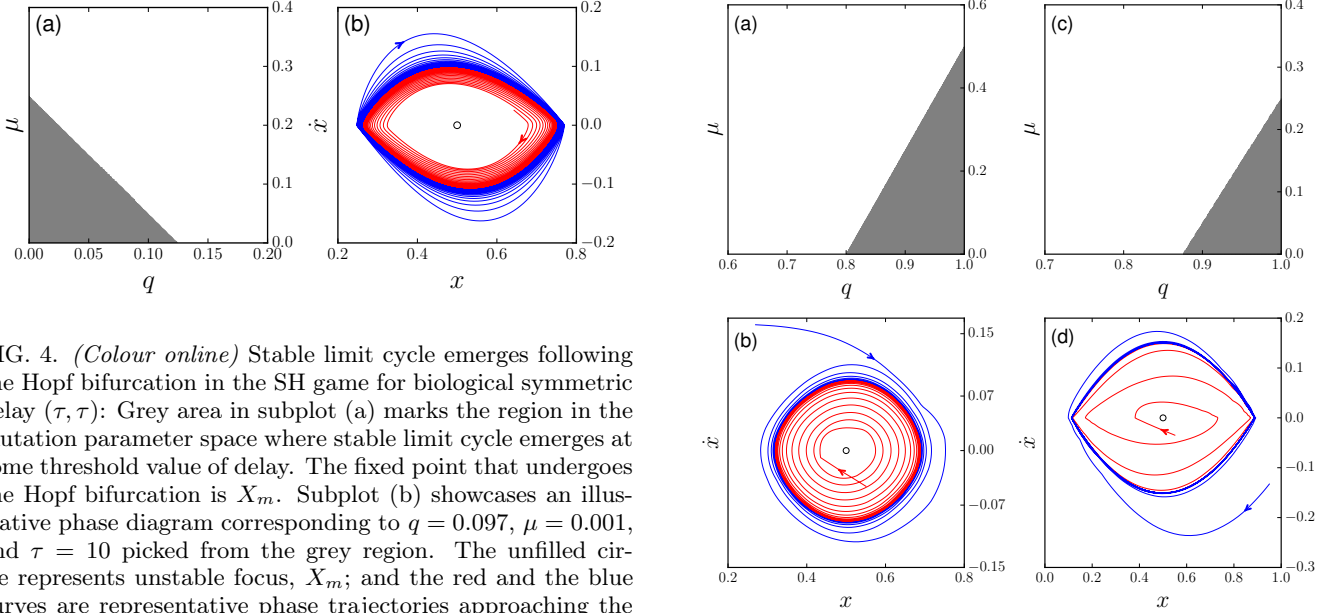 (a)
0.4
0.3
0.2
0.1
0.0
μ
0.00 0.05 0.10 0.15 0.20
q
(b)
0.2
0.1
0.0
−0.1
−0.2
ẋ
0.2 0.4 0.6 0.8
x
IG. 4. (Colour online) Stable limit cycle emerges following
e Hopf bifurcation in the SH game for biological symmetric
elay (τ, τ): Grey area in subplot (a) marks the region in the
utation parameter space where stable limit cycle emerges at
ome threshold value of delay. The fixed point that undergoes
e Hopf bifurcation is Xₘ. Subplot (b) showcases an illus-
ative phase diagram corresponding to q = 0.097, μ = 0.001,
nd τ = 10 picked from the grey region. The unfilled cir-
e represents unstable focus, Xₘ; and the red and the blue
urves are representative phase trajectories approaching the
(a)
0.6
0.4
0.2
0.0
μ
0.6 0.7 0.8 0.9 1.0
q
(c)
0.4
0.3
0.2
0.1
0.0
μ
0.7 0.8 0.9 1.0
q
(b)
0.15
0.07
0.00
−0.07
−0.15
ẋ
0.2 0.4 0.6 0.8
x
(d)
0.2
0.1
0.0
−0.1
−0.2
−0.3
ẋ
0.0 0.2 0.4 0.6 0.8 1.0
x